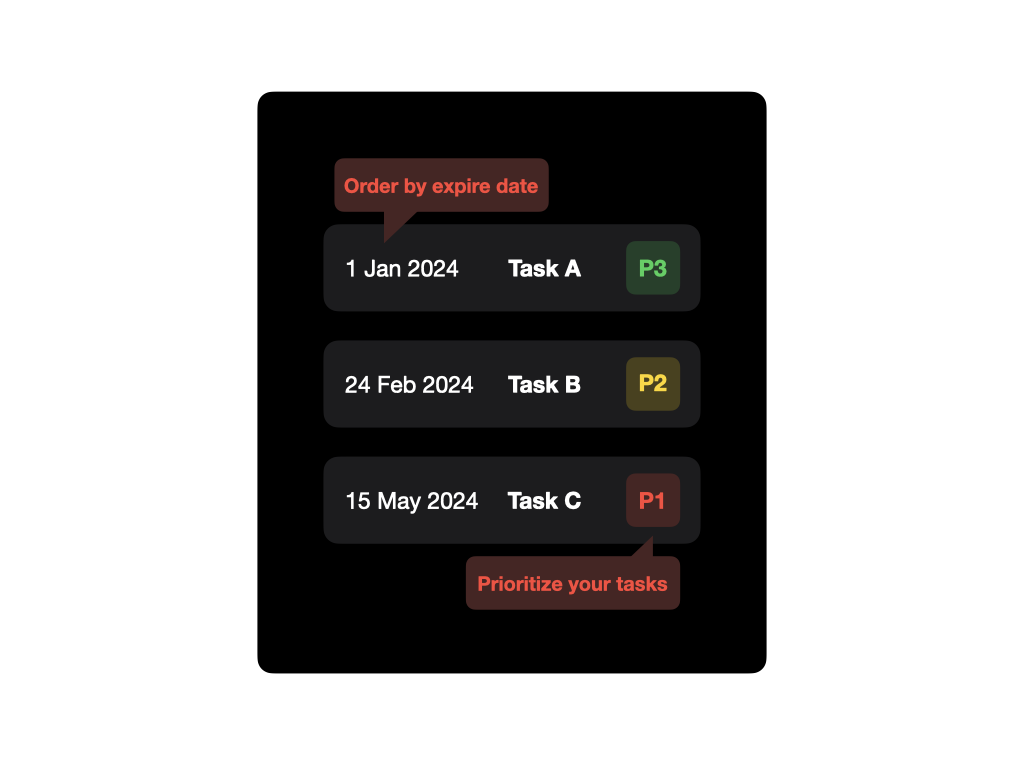 Order by expire date
1 Jan 2024 Task A P3
24 Feb 2024 Task B P2
15 May 2024 Task C P1
Prioritize your tasks